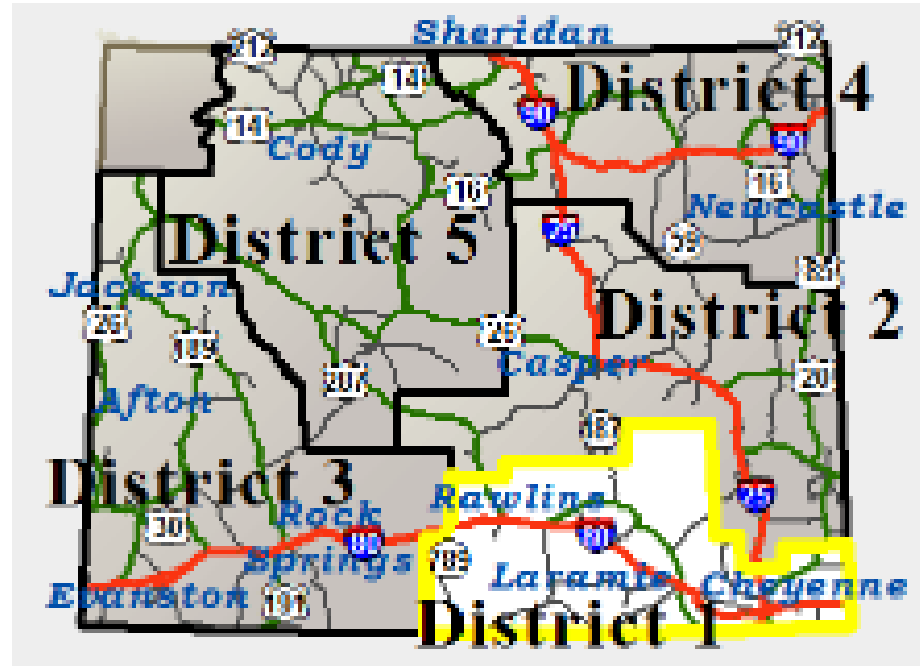 Sheridan
212
212
14
District 4
90
14
90
Cody
16
16
Newcastle
25
59
District 5
85
Jackson
26
District 2
189
26
Casper
207
20
Afton
187
District 3
Rawlins
25
Rock
30
80
80
Springs
789
Laramie
Cheyenne
Evanston
191
District 1